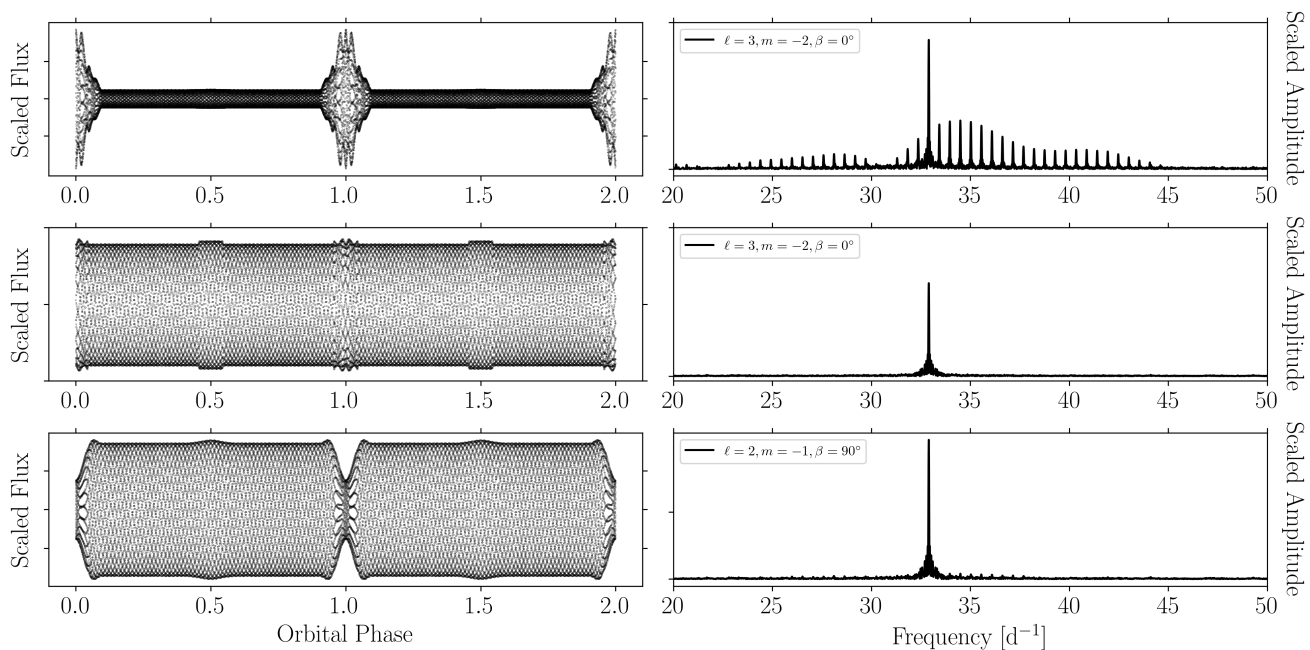 Scaled Flux
0.0 0.5 1.0 1.5 2.0
ℓ = 3, m = −2, β = 0°
20 25 30 35 40 45 50
Scaled Amplitude
Scaled Flux
0.0 0.5 1.0 1.5 2.0
ℓ = 3, m = −2, β = 0°
20 25 30 35 40 45 50
Scaled Amplitude
Scaled Flux
0.0 0.5 1.0 1.5 2.0
Orbital Phase
ℓ = 2, m = −1, β = 90°
20 25 30 35 40 45 50
Frequency [d⁻¹]
Scaled Amplitude